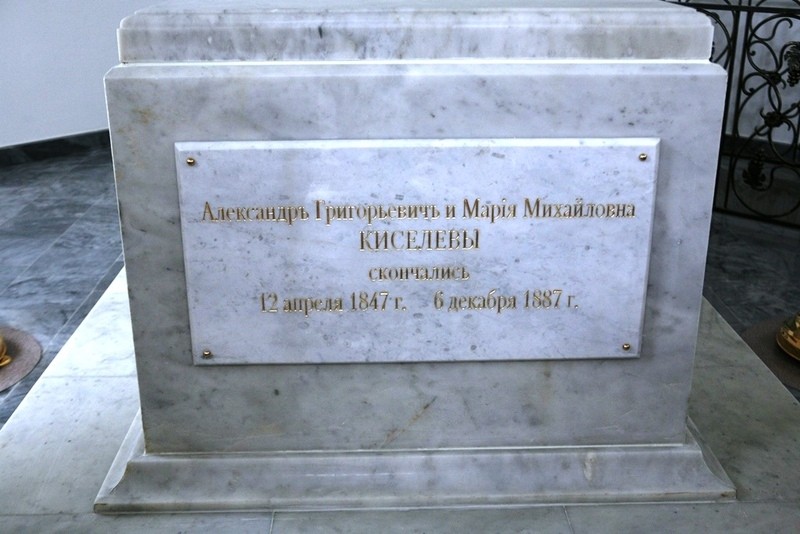 Александръ Григорьевичъ и Марія Михайловна
КИСЕЛЕВЫ
скончались
12 апреля 1847 г. 6 декабря 1887 г.